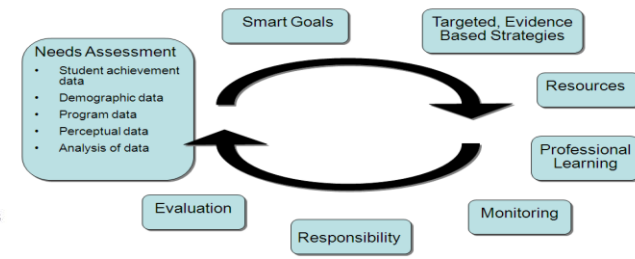 Needs Assessment
• Student achievement
data
• Demographic data
• Program data
• Perceptual data
• Analysis of data
Smart Goals
Targeted, Evidence
Based Strategies
Resources
Professional
Learning
Monitoring
Responsibility
Evaluation